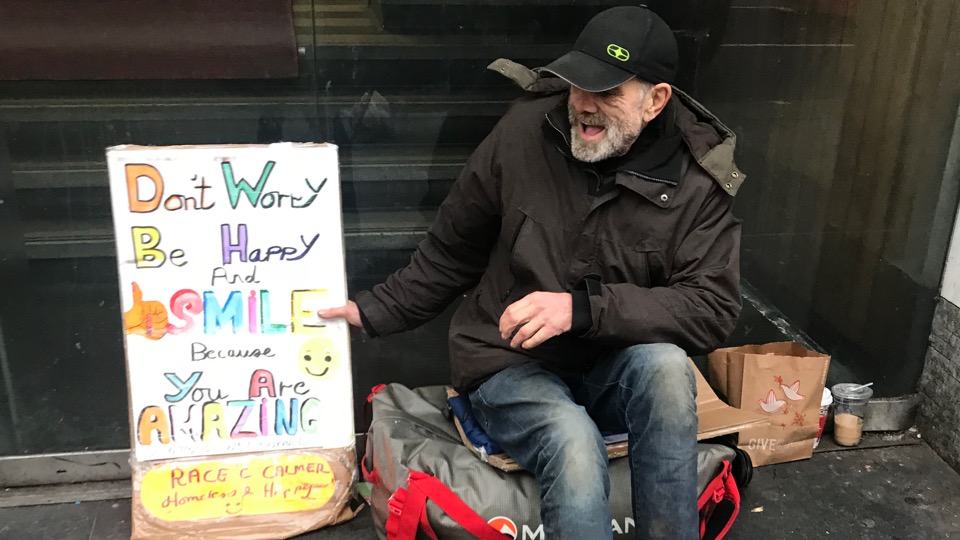 Don't Worry
Be Happy
And
SMILE
Because
You Are
AMAZING
RACE C CALMER
Homeless & Happy"
GIVE